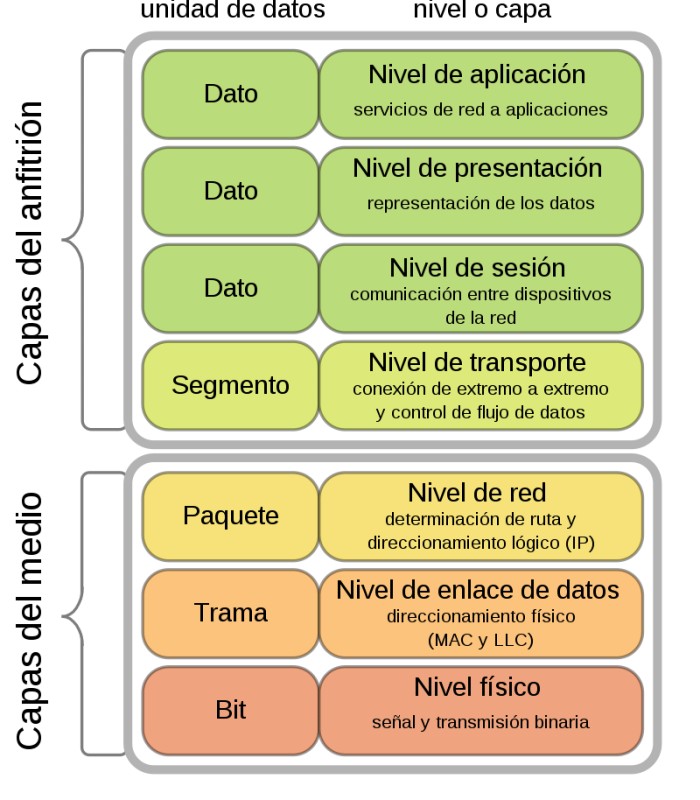 unidad de datos
nivel o capa
Capas del anfitrión
Dato
Nivel de aplicación
servicios de red a aplicaciones
Dato
Nivel de presentación
representación de los datos
Dato
Nivel de sesión
comunicación entre dispositivos
de la red
Segmento
Nivel de transporte
conexión de extremo a extremo
y control de flujo de datos
Capas del medio
Paquete
Nivel de red
determinación de ruta y
direccionamiento lógico (IP)
Trama
Nivel de enlace de datos
direccionamiento físico
(MAC y LLC)
Bit
Nivel físico
señal y transmisión binaria